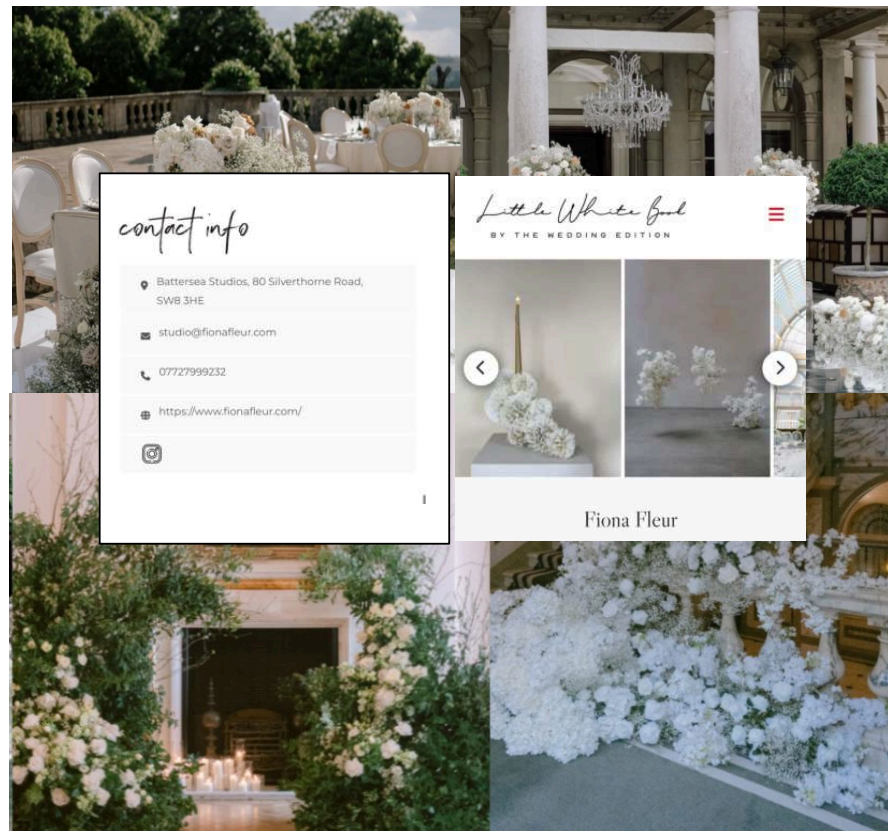 contact info
Battersea Studios, 80 Silverthorne Road,
SW8 3HE
studio@fionafleur.com
07727999232
https://www.fionafleur.com/
Little White Book
BY THE WEDDING EDITION
Fiona Fleur